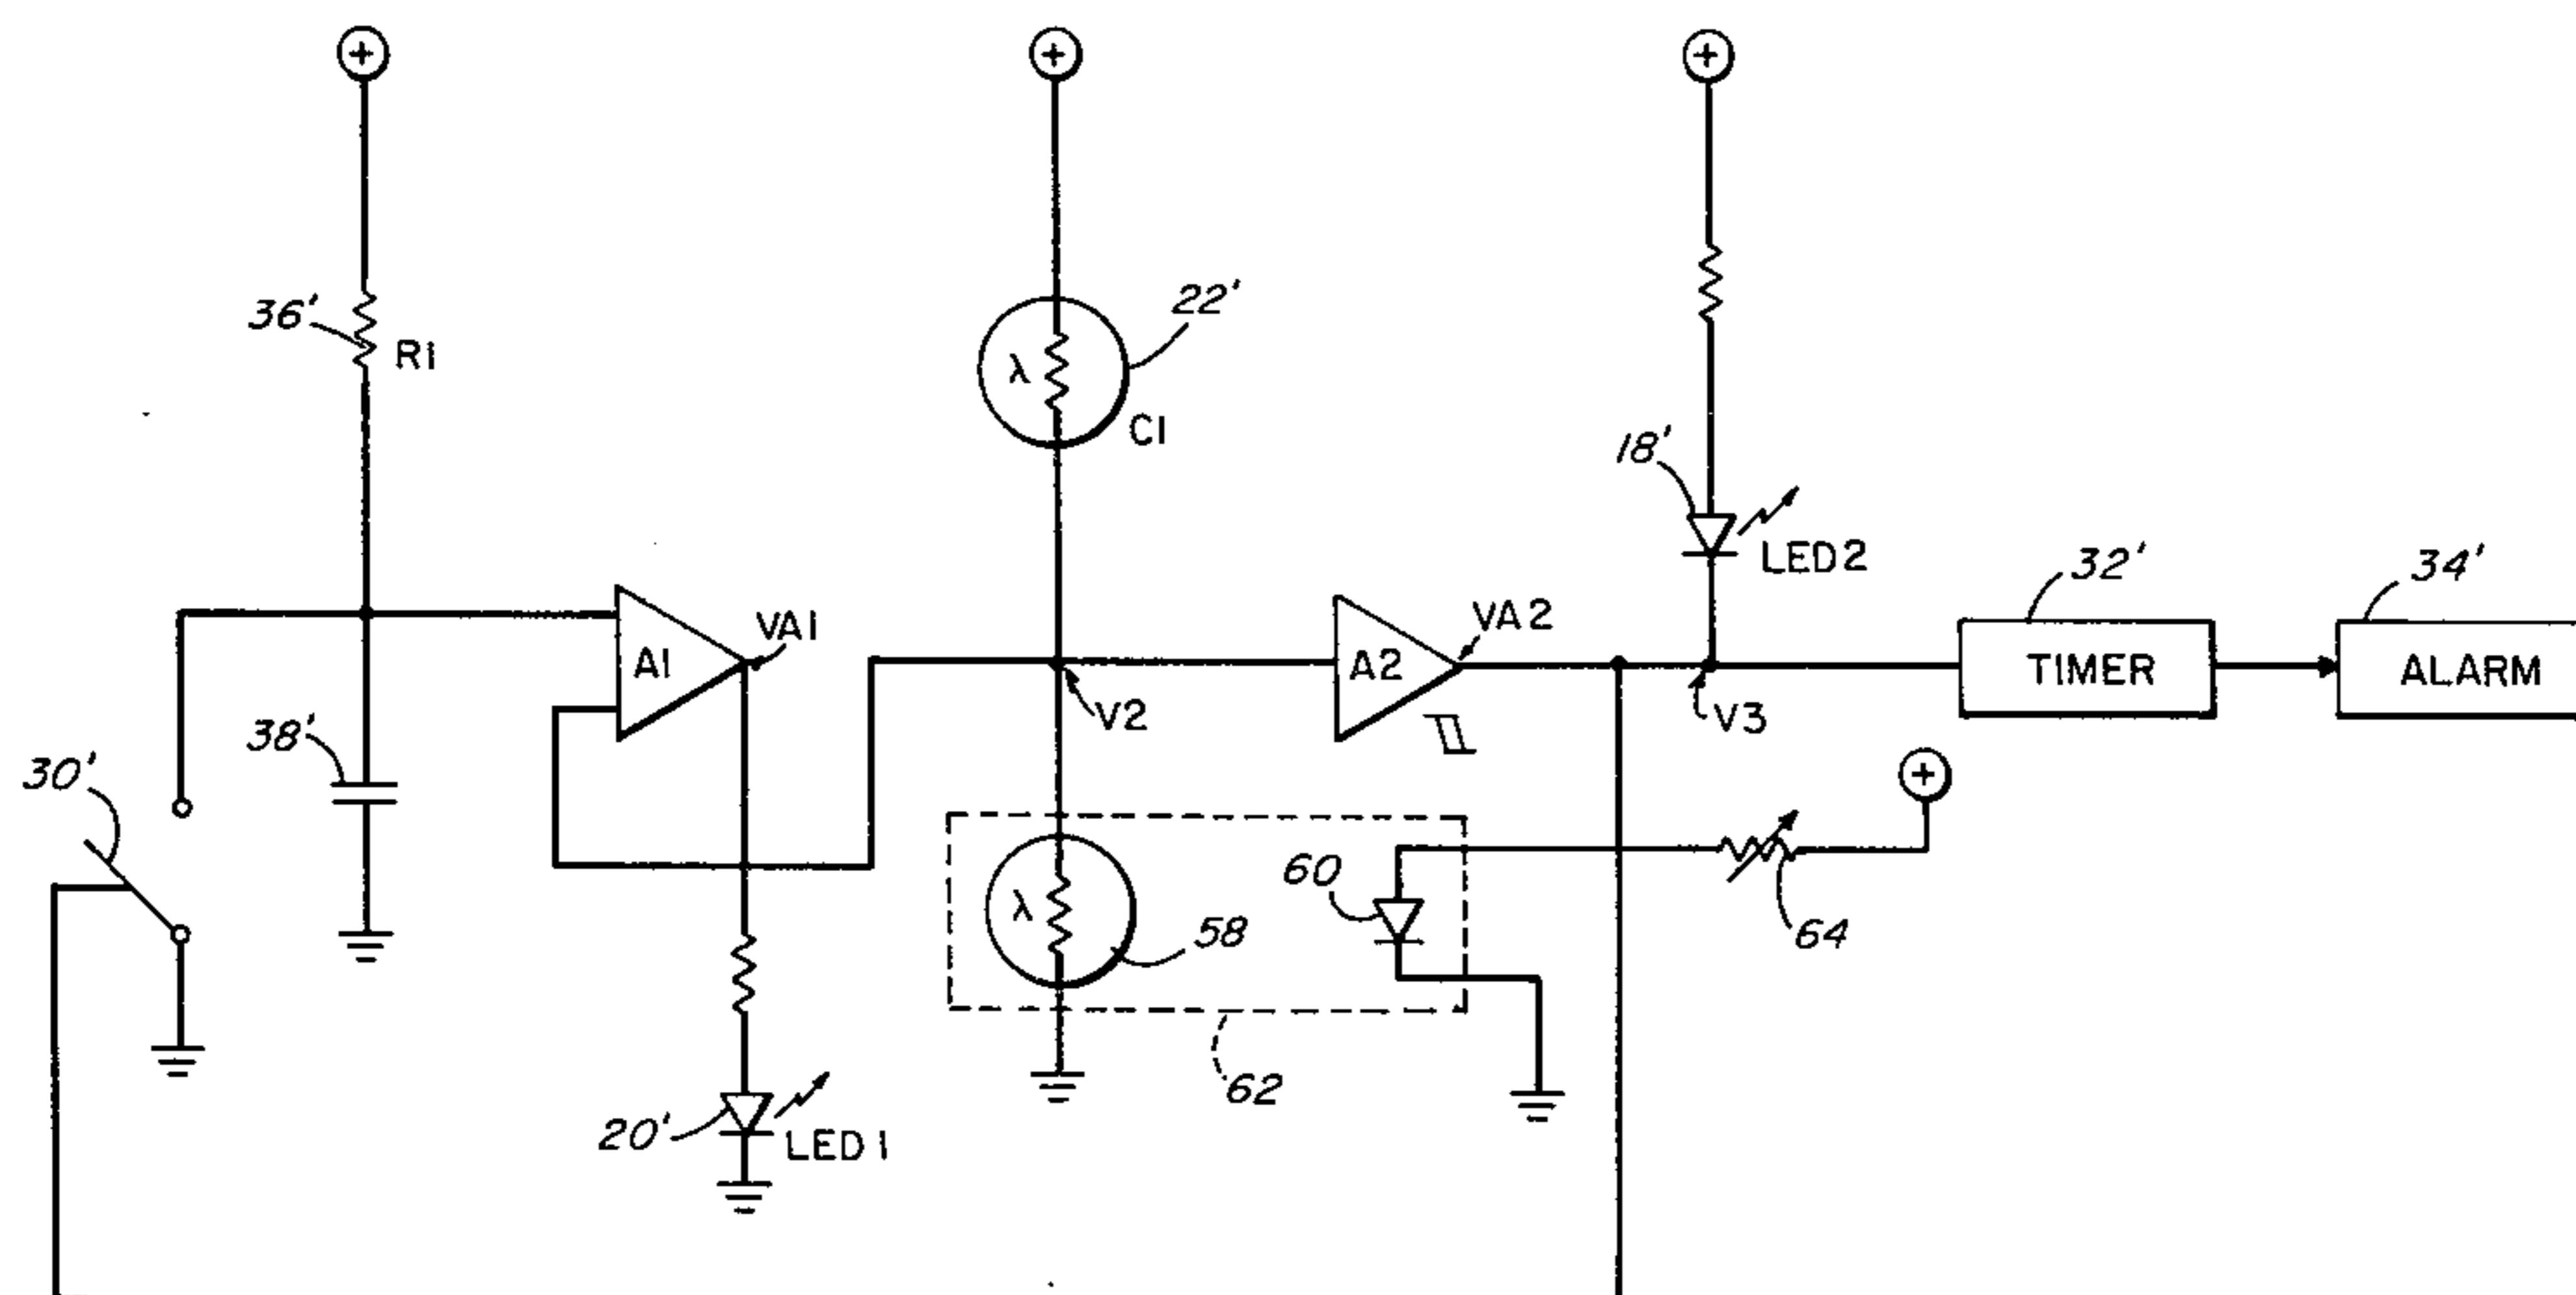 +
+
+
36'
R1
λ
22'
C1
18'
LED2
32'
34'
A1
VA1
VA2
A2
TIMER
ALARM
V2
V3
38'
30'
+
λ
58
60
64
62
20'
LED1